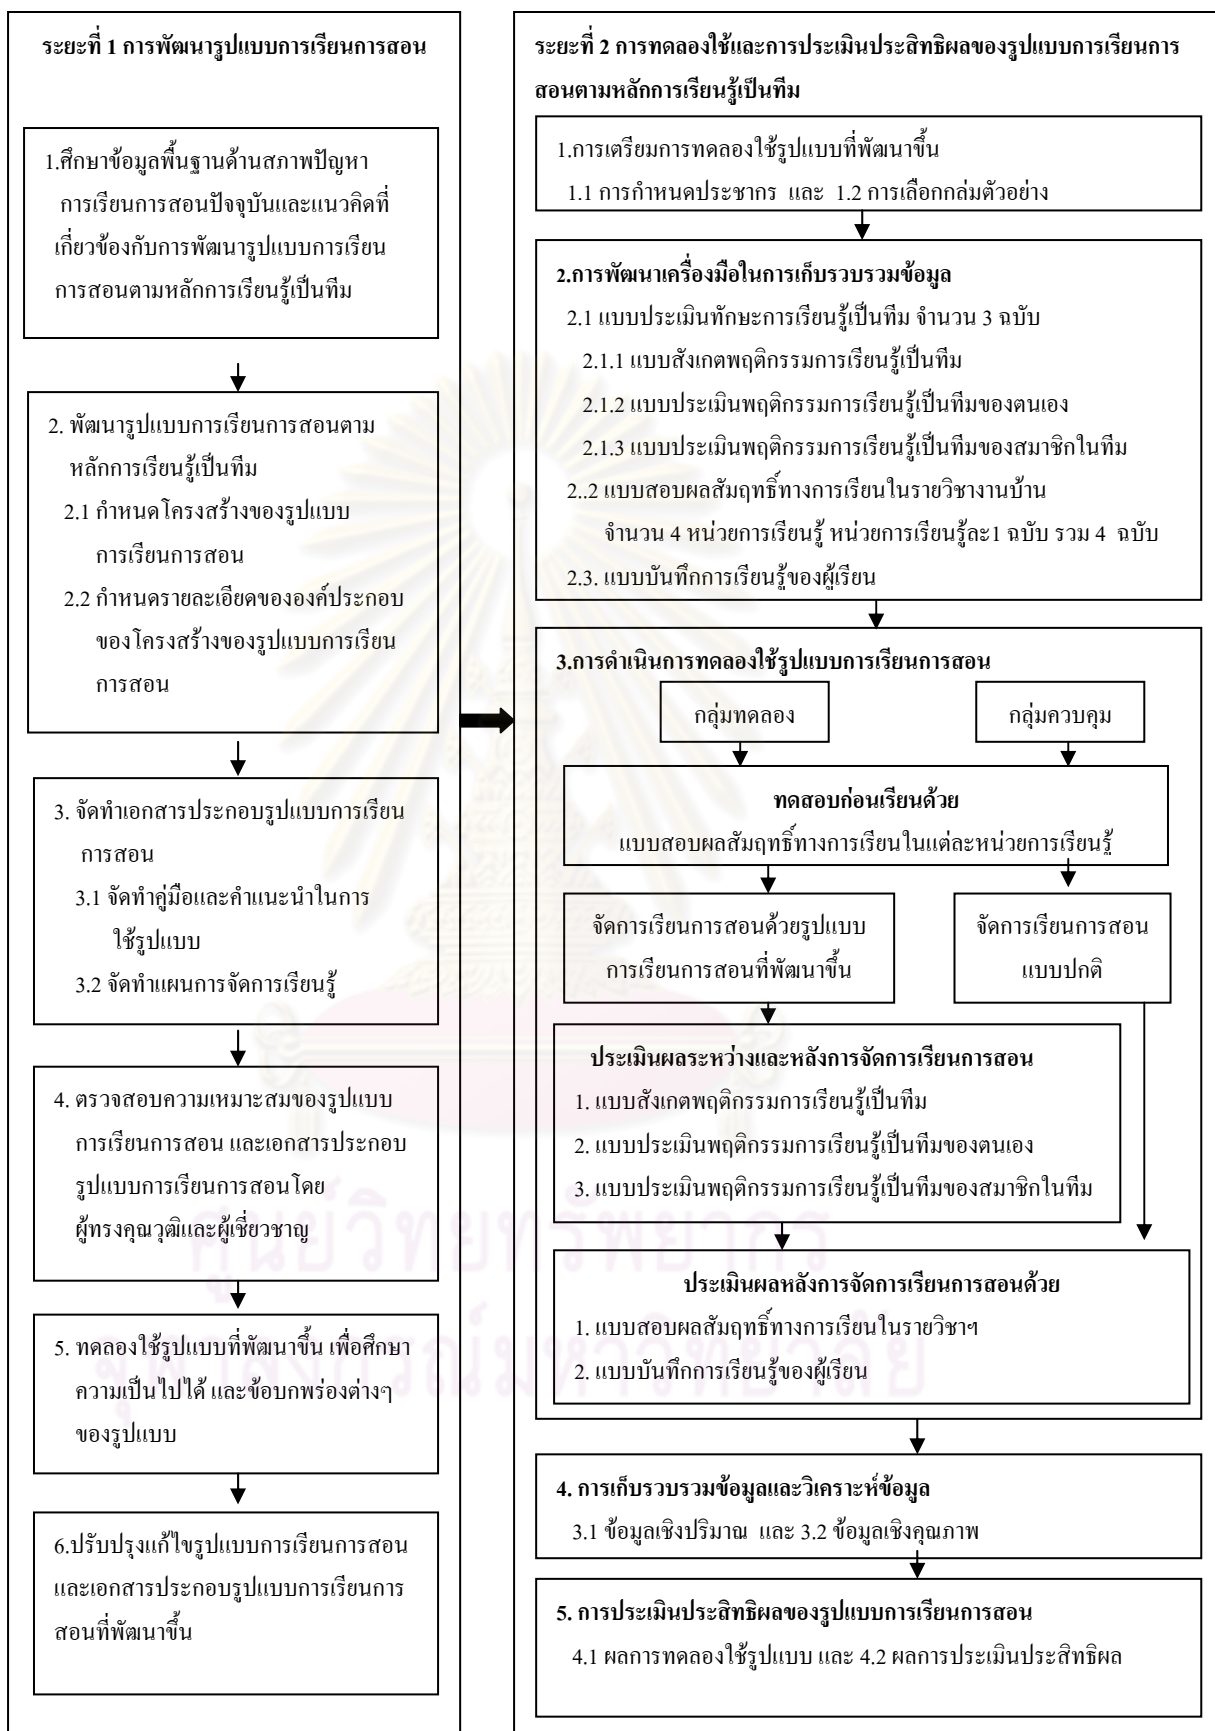 ระยะที่ 1 การพัฒนารูปแบบการเรียนการสอน
1.ศึกษาข้อมูลพื้นฐานด้านสภาพปัญหา
การเรียนการสอนปัจจุบันและแนวคิดที่
เกี่ยวข้องกับการพัฒนารูปแบบการเรียน
การสอนตามหลักการเรียนรู้เป็นทีม
2. พัฒนารูปแบบการเรียนการสอนตาม
หลักการเรียนรู้เป็นทีม
2.1 กำหนดโครงสร้างของรูปแบบ
การเรียนการสอน
2.2 กำหนดรายละเอียดขององค์ประกอบ
ของโครงสร้างของรูปแบบการเรียน
การสอน
3. จัดทำเอกสารประกอบรูปแบบการเรียน
การสอน
3.1 จัดทำคู่มือและคำแนะนำในการ
ใช้รูปแบบ
3.2 จัดทำแผนการจัดการเรียนรู้
4. ตรวจสอบความเหมาะสมของรูปแบบ
การเรียนการสอน และเอกสารประกอบ
รูปแบบการเรียนการสอนโดย
ผู้ทรงคุณวุฒิและผู้เชี่ยวชาญ
5. ทดลองใช้รูปแบบที่พัฒนาขึ้น เพื่อศึกษา
ความเป็นไปได้ และข้อบกพร่องต่างๆ
ของรูปแบบ
6.ปรับปรุงแก้ไขรูปแบบการเรียนการสอน
และเอกสารประกอบรูปแบบการเรียนการ
สอนที่พัฒนาขึ้น
ระยะที่ 2 การทดลองใช้และการประเมินประสิทธิผลของรูปแบบการเรียนการ
สอนตามหลักการเรียนรู้เป็นทีม
1.การเตรียมการทดลองใช้รูปแบบที่พัฒนาขึ้น
1.1 การกำหนดประชากร และ 1.2 การเลือกกลุ่มตัวอย่าง
2.การพัฒนาเครื่องมือในการเก็บรวบรวมข้อมูล
2.1 แบบประเมินทักษะการเรียนรู้เป็นทีม จำนวน 3 ฉบับ
2.1.1 แบบสังเกตพฤติกรรมการเรียนรู้เป็นทีม
2.1.2 แบบประเมินพฤติกรรมการเรียนรู้เป็นทีมของตนเอง
2.1.3 แบบประเมินพฤติกรรมการเรียนรู้เป็นทีมของสมาชิกในทีม
2..2 แบบสอบผลสัมฤทธิ์ทางการเรียนในรายวิชางานบ้าน
จำนวน 4 หน่วยการเรียนรู้ หน่วยการเรียนรู้ละ1 ฉบับ รวม 4 ฉบับ
2.3. แบบบันทึกการเรียนรู้ของผู้เรียน
3.การดำเนินการทดลองใช้รูปแบบการเรียนการสอน
กลุ่มทดลอง
กลุ่มควบคุม
ทดสอบก่อนเรียนด้วย
แบบสอบผลสัมฤทธิ์ทางการเรียนในแต่ละหน่วยการเรียนรู้
จัดการเรียนการสอนด้วยรูปแบบ
การเรียนการสอนที่พัฒนาขึ้น
จัดการเรียนการสอน
แบบปกติ
ประเมินผลระหว่างและหลังการจัดการเรียนการสอน
1. แบบสังเกตพฤติกรรมการเรียนรู้เป็นทีม
2. แบบประเมินพฤติกรรมการเรียนรู้เป็นทีมของตนเอง
3. แบบประเมินพฤติกรรมการเรียนรู้เป็นทีมของสมาชิกในทีม
ประเมินผลหลังการจัดการเรียนการสอนด้วย
1. แบบสอบผลสัมฤทธิ์ทางการเรียนในรายวิชาฯ
2. แบบบันทึกการเรียนรู้ของผู้เรียน
4. การเก็บรวบรวมข้อมูลและวิเคราะห์ข้อมูล
3.1 ข้อมูลเชิงปริมาณ และ 3.2 ข้อมูลเชิงคุณภาพ
5. การประเมินประสิทธิผลของรูปแบบการเรียนการสอน
4.1 ผลการทดลองใช้รูปแบบ และ 4.2 ผลการประเมินประสิทธิผล
ศูนย์วิทยทรัพยากร
จุฬาลงกรณ์มหาวิทยาลัย